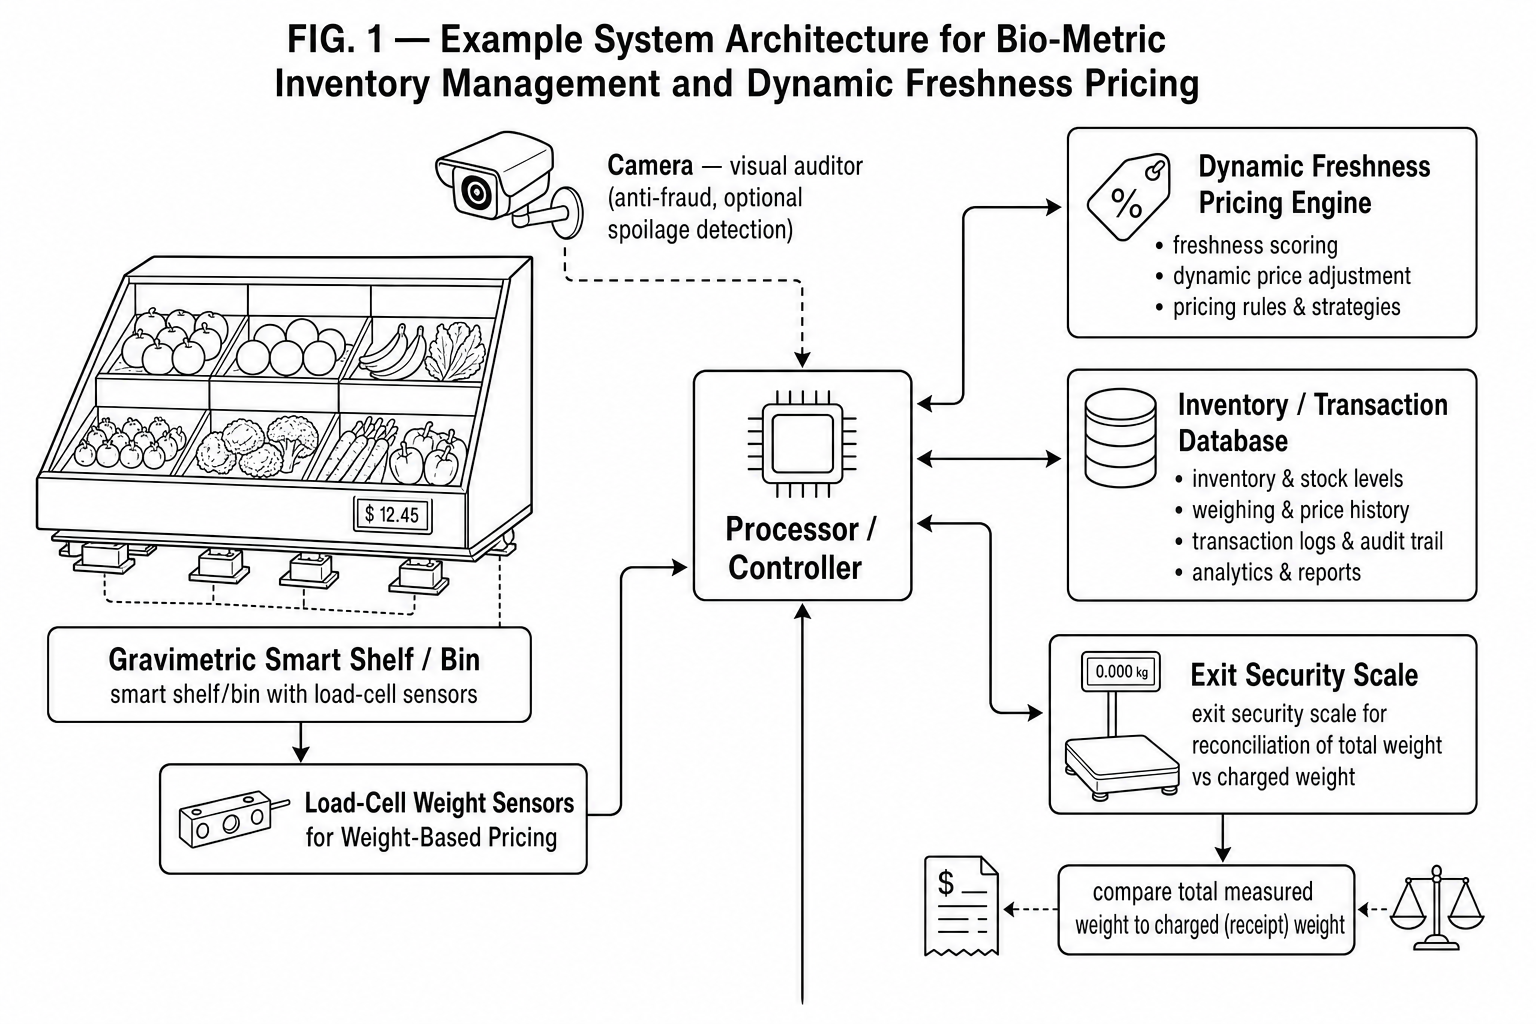 FIG. 1 — Example System Architecture for Bio-Metric
Inventory Management and Dynamic Freshness Pricing
Camera — visual auditor
(anti-fraud, optional
spoilage detection)
Dynamic Freshness
Pricing Engine
• freshness scoring
• dynamic price adjustment
• pricing rules & strategies
%
$ 12.45
Processor /
Controller
Inventory / Transaction
Database
• inventory & stock levels
• weighing & price history
• transaction logs & audit trail
• analytics & reports
Gravimetric Smart Shelf / Bin
smart shelf/bin with load-cell sensors
Load-Cell Weight Sensors
for Weight-Based Pricing
0.000 kg
Exit Security Scale
exit security scale for
reconciliation of total weight
vs charged weight
$
compare total measured
weight to charged (receipt) weight